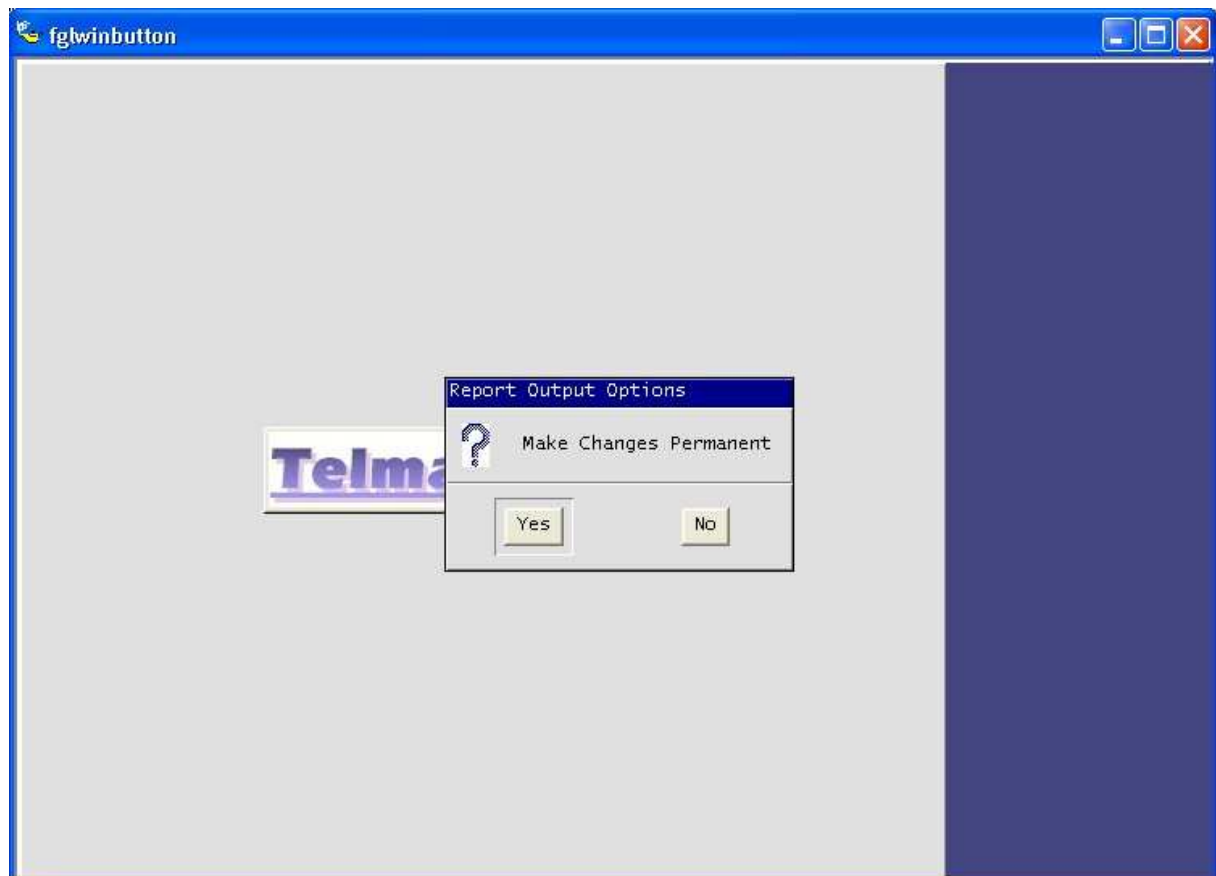 fglwinbutton
Report Output Options
Make Changes Permanent
Telma
Yes
No